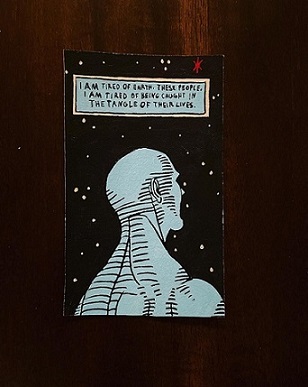 I AM TIRED OF EARTH. THESE PEOPLE.
I AM TIRED OF BEING CAUGHT IN
THE TANGLE OF THEIR LIVES.